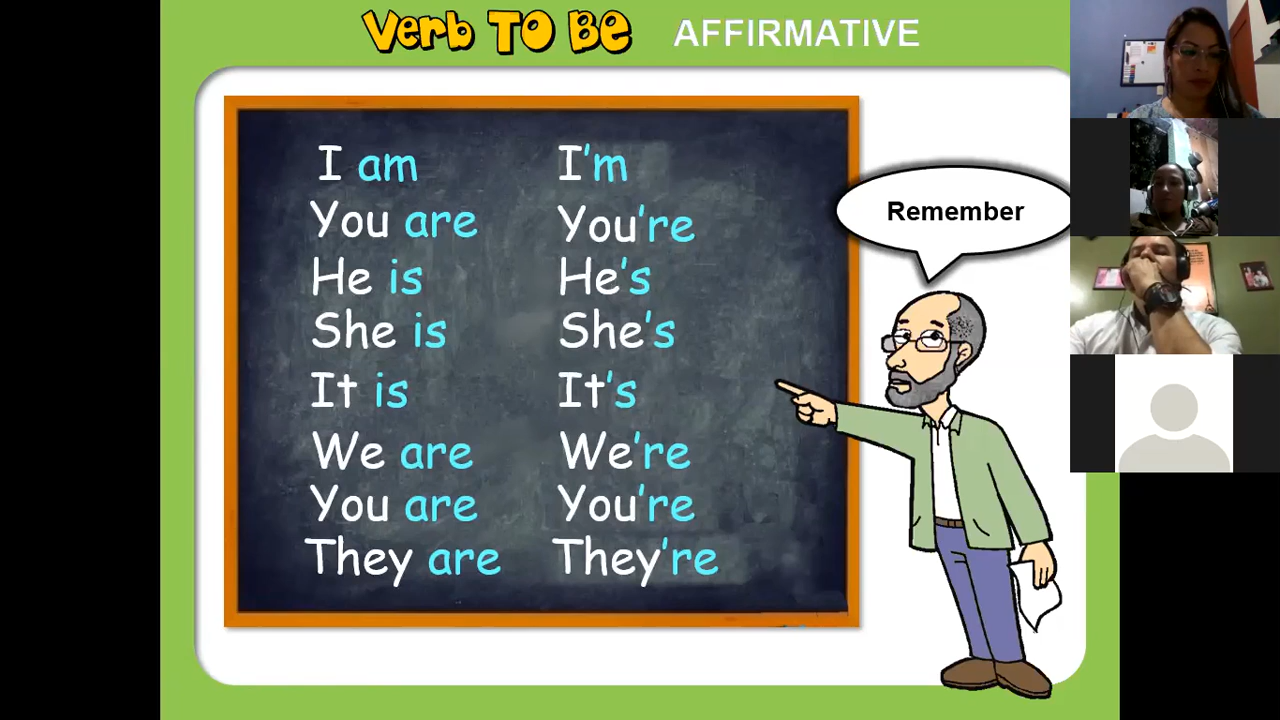 Verb TO BE AFFIRMATIVE
I am I'm
You are You're
He is He's
She is She's
It is It's
We are We're
You are You're
They are They're
Remember